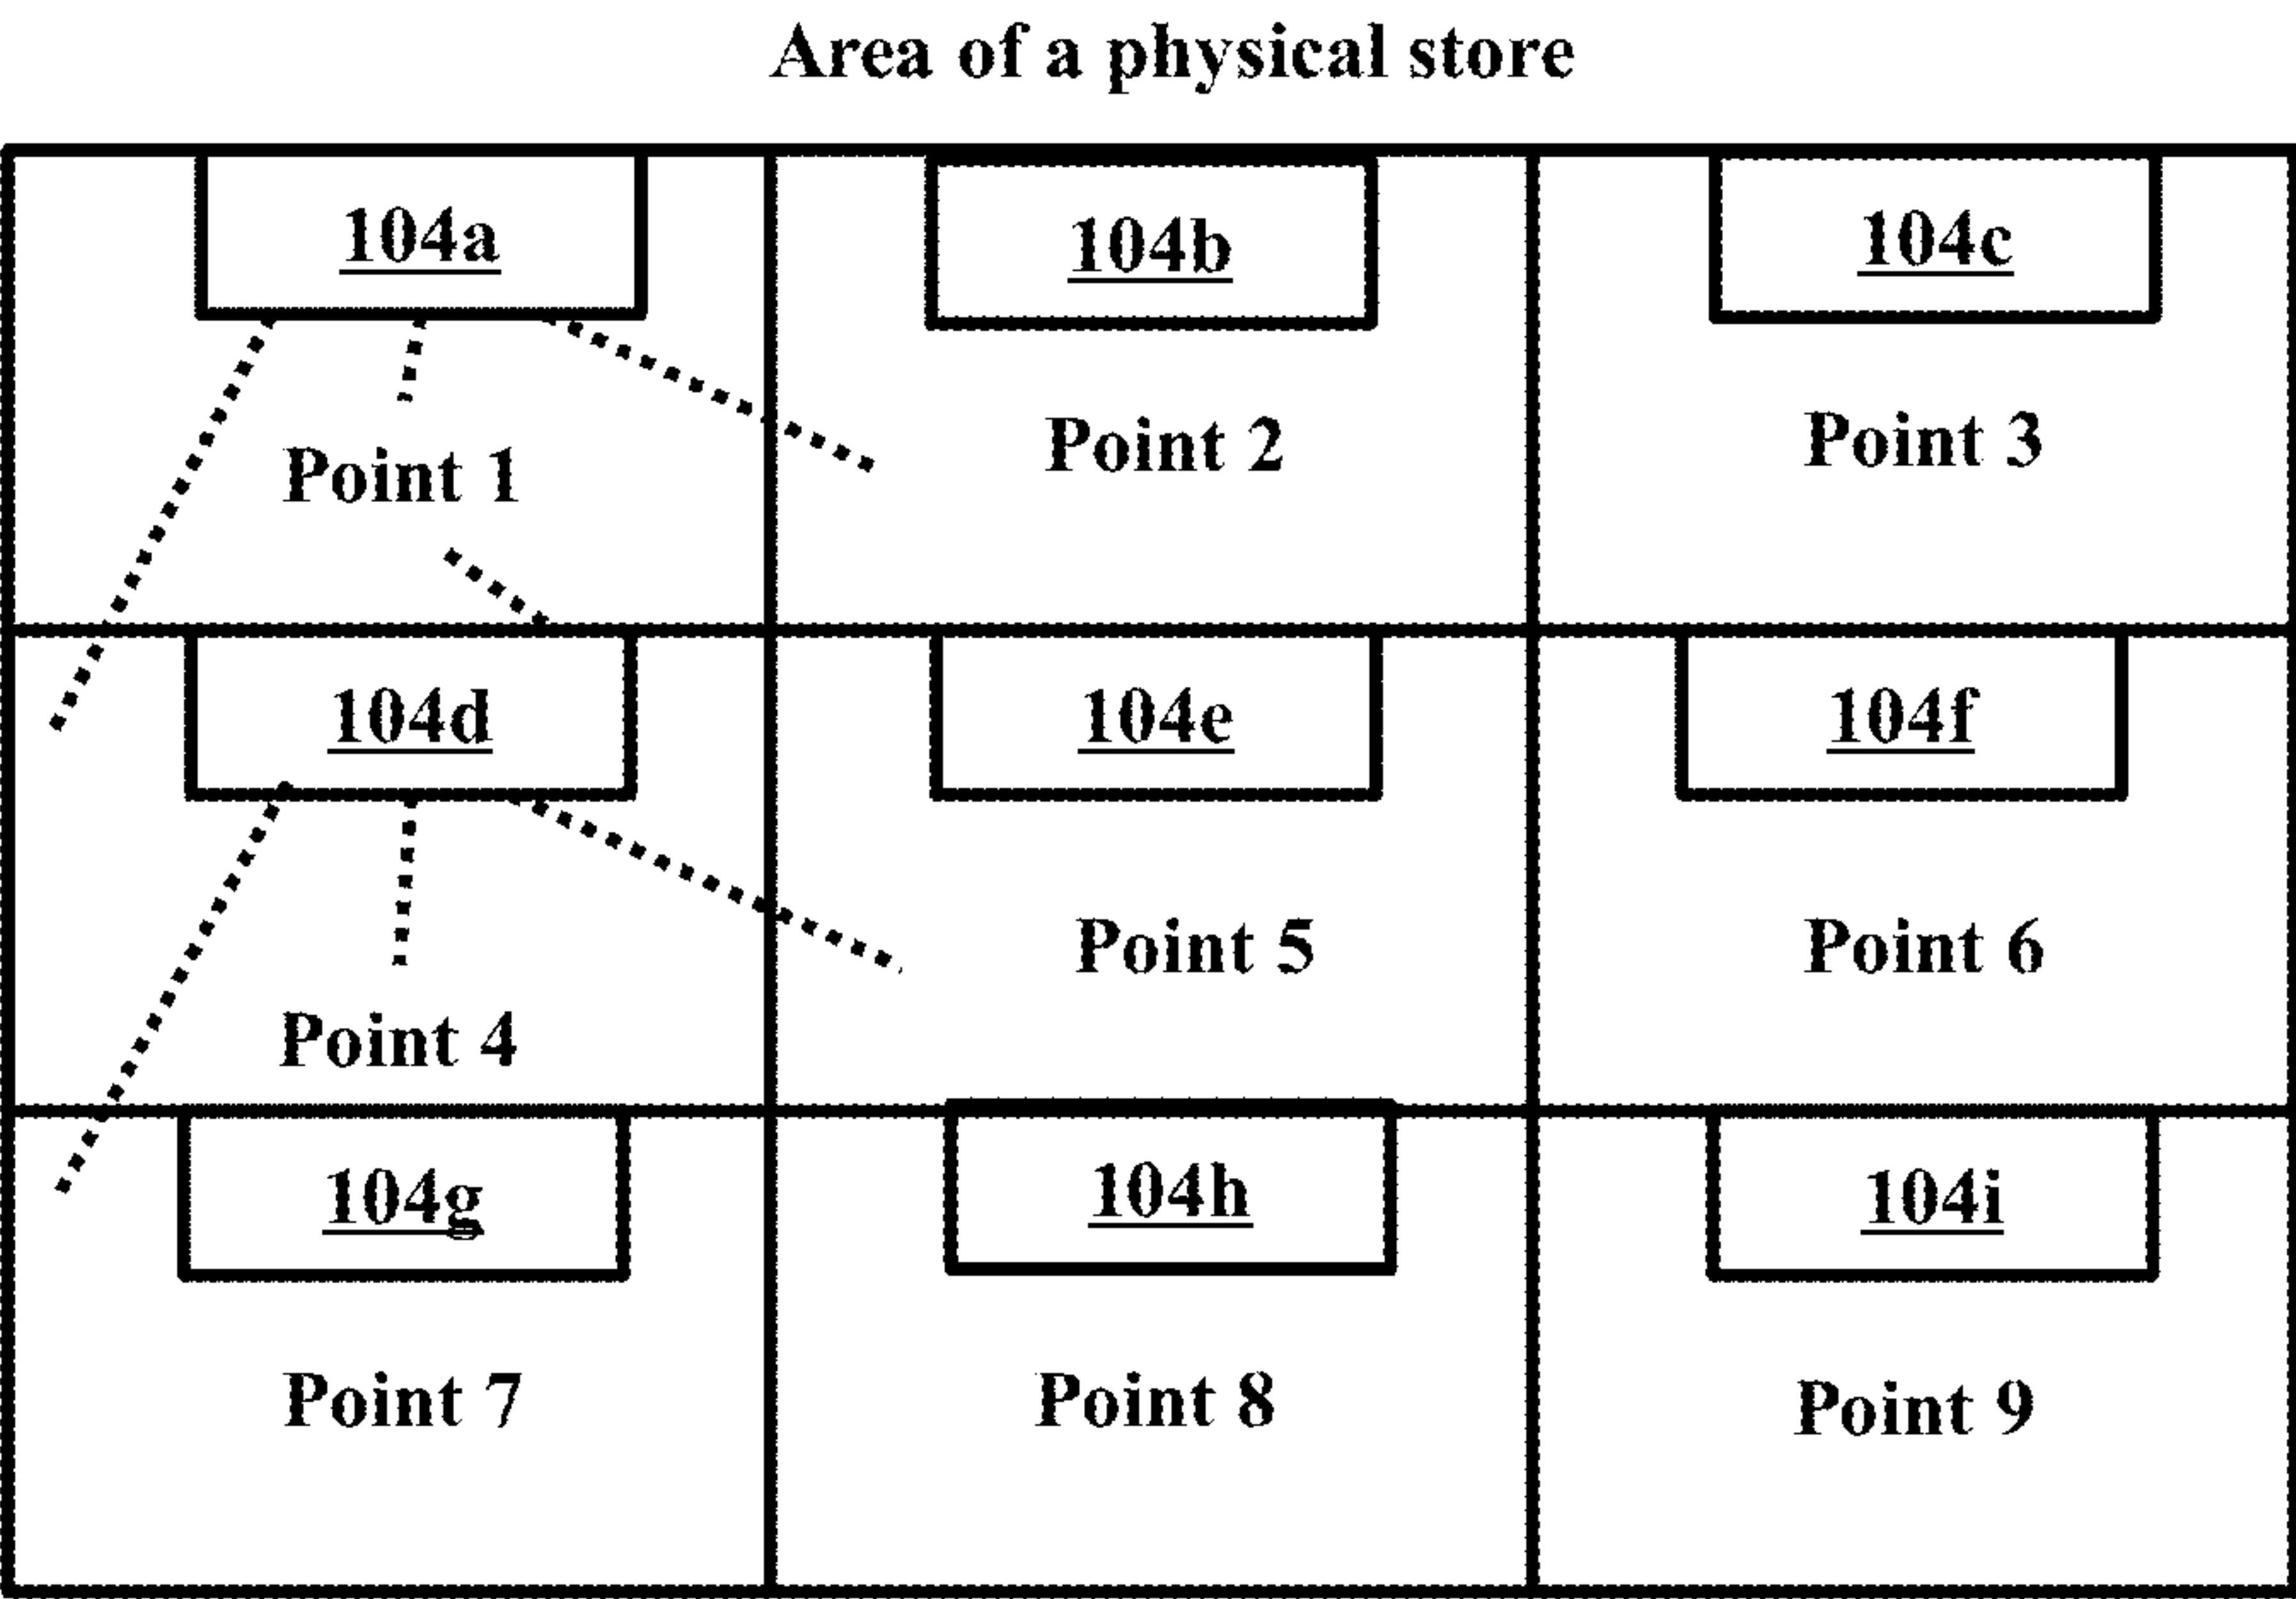 Area of a physical store
104a
104b
104c
Point 1
Point 2
Point 3
104d
104e
104f
Point 4
Point 5
Point 6
104g
104h
104i
Point 7
Point 8
Point 9